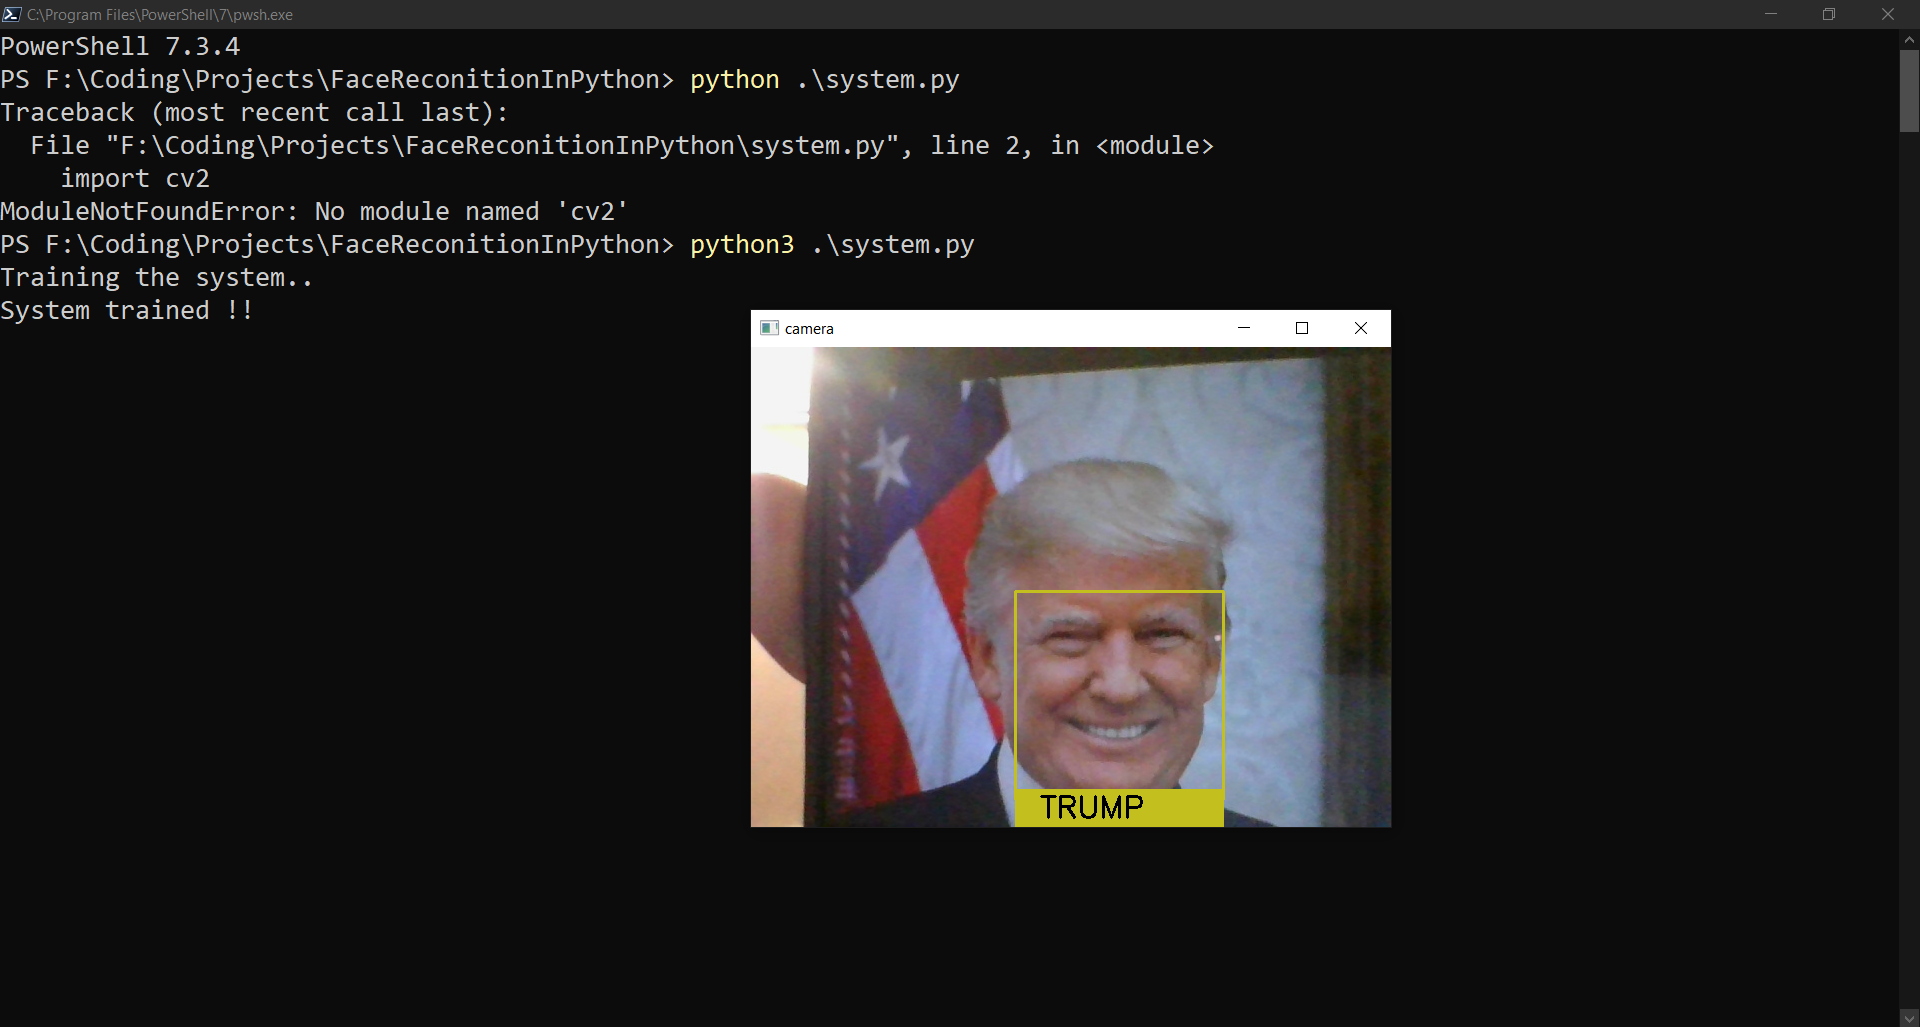 C:\Program Files\PowerShell\7\pwsh.exe
PowerShell 7.3.4
PS F:\Coding\Projects\FaceReconitionInPython> python .\system.py
Traceback (most recent call last):
  File "F:\Coding\Projects\FaceReconitionInPython\system.py", line 2, in <module>
    import cv2
ModuleNotFoundError: No module named 'cv2'
PS F:\Coding\Projects\FaceReconitionInPython> python3 .\system.py
Training the system..
System trained !!
camera
TRUMP